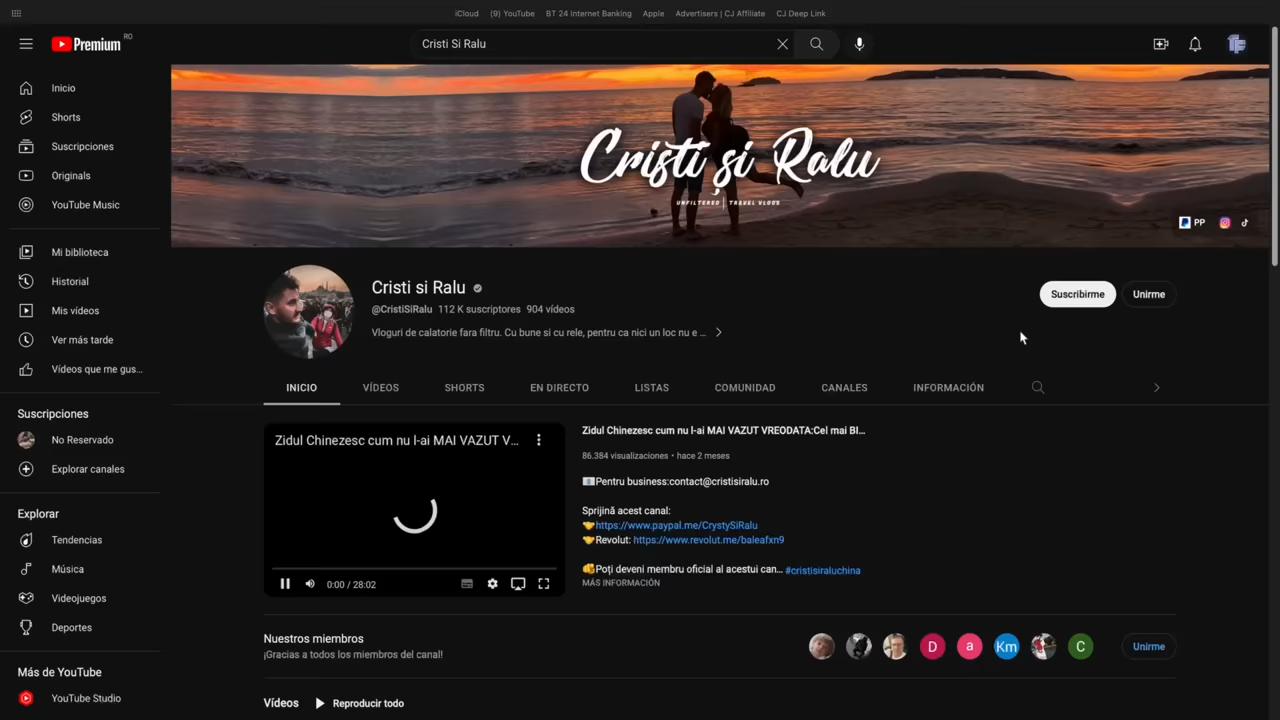 iCloud (9) YouTube BT 24 Internet Banking Apple Advertisers | CJ Affiliate CJ Deep Link
Premium RO
Cristi Si Ralu
Inicio
Shorts
Suscripciones
Originals
YouTube Music
Mi biblioteca
Historial
Mis vídeos
Ver más tarde
Vídeos que me gus...
Suscripciones
No Reservado
Explorar canales
Explorar
Tendencias
Música
Videojuegos
Deportes
Más de YouTube
YouTube Studio
Cristi și Ralu
UNFILTERED | TRAVEL VLOGS
PP
Cristi si Ralu
@CristiSiRalu 112 K suscriptores 904 vídeos
Vloguri de calatorie fara filtru. Cu bune si cu rele, pentru ca nici un loc nu e ...
Suscribirme
Unirme
INICIO VÍDEOS SHORTS EN DIRECTO LISTAS COMUNIDAD CANALES INFORMACIÓN
Zidul Chinezesc cum nu l-ai MAI VAZUT V...
0:00 / 28:02
Zidul Chinezesc cum nu l-ai MAI VAZUT VREODATA:Cel mai BI...
86.384 visualizaciones • hace 2 meses
📧Pentru business:contact@cristisiralu.ro
Sprijină acest canal:
🤝https://www.paypal.me/CrystySiRalu
🤝Revolut: https://www.revolut.me/baleafxn9
👊Poți deveni membru oficial al acestui can... #cristisiraluchina
MÁS INFORMACIÓN
Nuestros miembros
¡Gracias a todos los miembros del canal!
D a Km C
Unirme
Vídeos Reproducir todo